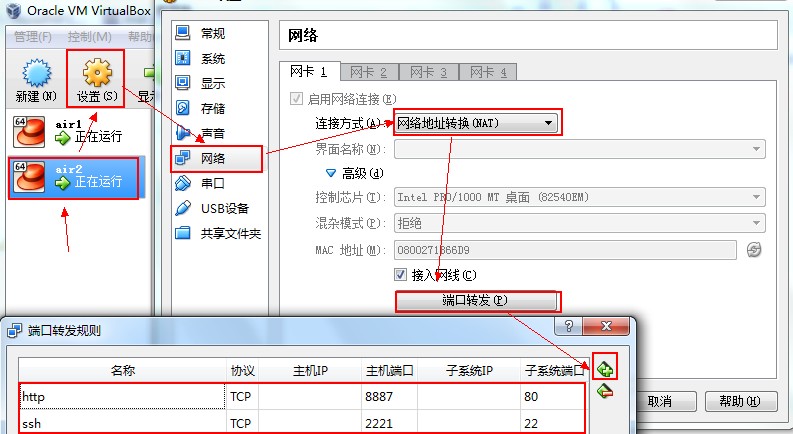 Oracle VM VirtualBox
管理(F) 控制(M) 帮助
新建(N) 设置(S) 显
air1
正在运行
air2
正在运行
常规
系统
显示
存储
声音
网络
串口
USB设备
共享文件夹
网络
网卡 1 网卡 2 网卡 3 网卡 4
启用网络连接(E)
连接方式(A): 网络地址转换(NAT)
界面名称(N):
高级(d)
控制芯片(T): Intel PRO/1000 MT 桌面 (82540EM)
混杂模式(P): 拒绝
MAC 地址(M): 0800271866D9
接入网线(C)
端口转发(P)
取消 帮助(H)
端口转发规则
名称 协议 主机IP 主机端口 子系统IP 子系统端口
http TCP 8887 80
ssh TCP 2221 22